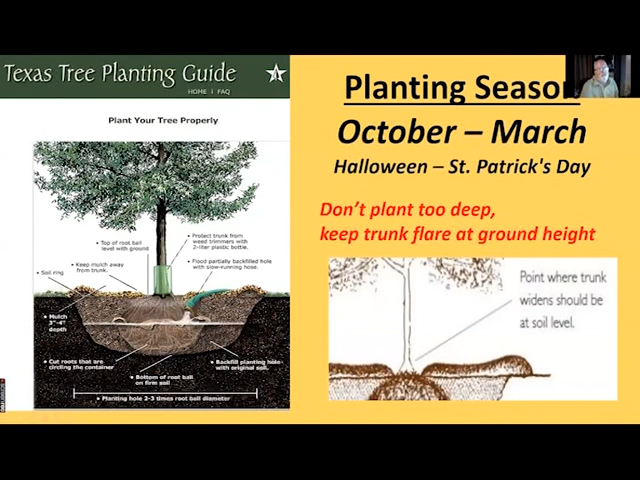 Texas Tree Planting Guide
HOME | FAQ
Plant Your Tree Properly
• Top of root ball
level with ground
• Protect trunk from
weed trimmers with
2-liter plastic bottle.
• Keep mulch away
from trunk.
• Flood partially backfilled hole
with slow-running hose.
• Soil ring
• Mulch
3"-4"
depth
• Cut roots that are
circling the container
• Backfill planting hole
with original soil.
• Bottom of root ball
on firm soil
• Planting hole 2-3 times root ball diameter
Planting Season
October – March
Halloween – St. Patrick's Day
Don't plant too deep,
keep trunk flare at ground height
Point where trunk
widens should be
at soil level.